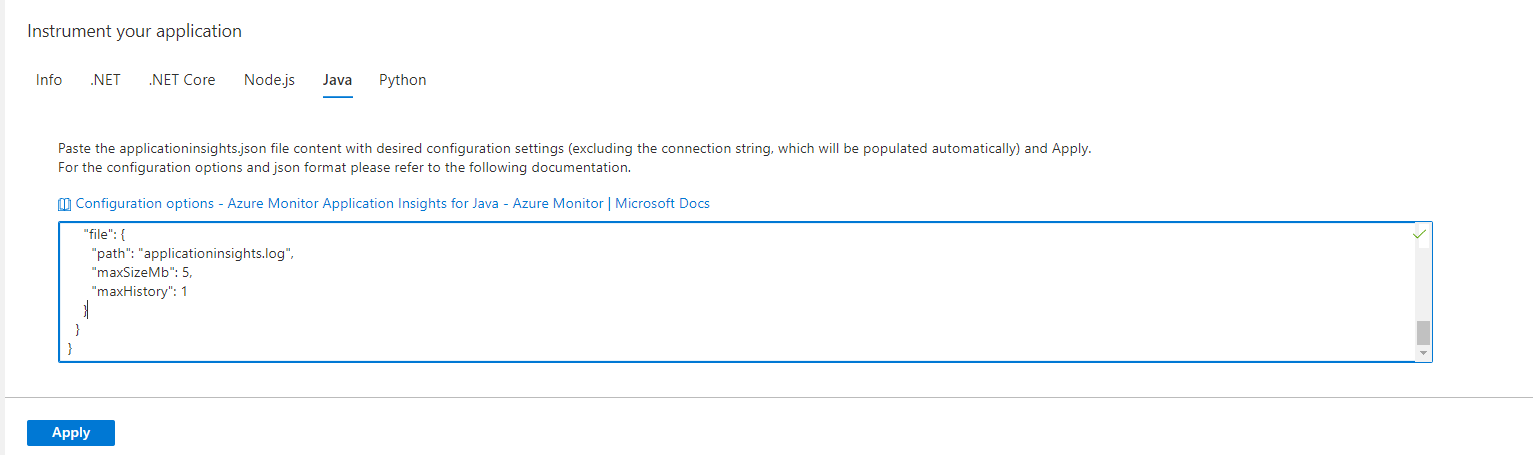 Instrument your application
Info .NET .NET Core Node.js Java Python
Paste the applicationinsights.json file content with desired configuration settings (excluding the connection string, which will be populated automatically) and Apply.
For the configuration options and json format please refer to the following documentation.
Configuration options - Azure Monitor Application Insights for Java - Azure Monitor | Microsoft Docs
"file": {
"path": "applicationinsights.log",
"maxSizeMb": 5,
"maxHistory": 1
}
}
}
Apply